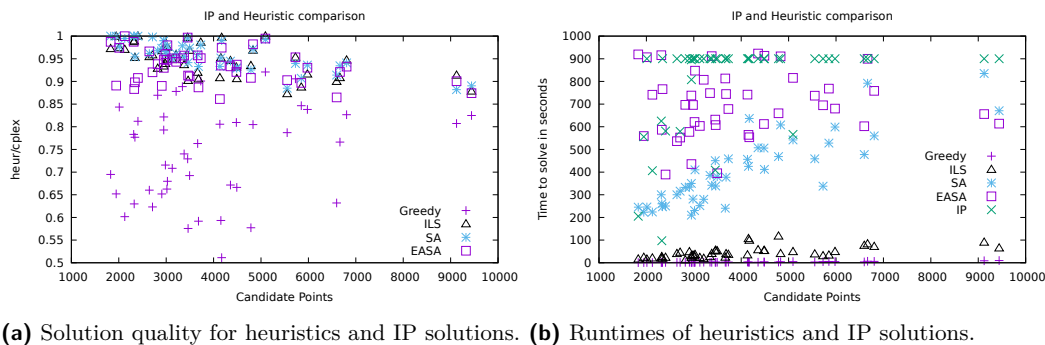 IP and Heuristic comparison
heur/cplex
1
0.95
0.9
0.85
0.8
0.75
0.7
0.65
0.6
0.55
0.5
Greedy
ILS
SA
EASA
1000 2000 3000 4000 5000 6000 7000 8000 9000 10000
Candidate Points
(a) Solution quality for heuristics and IP solutions.
IP and Heuristic comparison
Time to solve in seconds
1000
900
800
700
600
500
400
300
200
100
0
Greedy
ILS
SA
EASA
IP
1000 2000 3000 4000 5000 6000 7000 8000 9000 10000
Candidate Points
(b) Runtimes of heuristics and IP solutions.